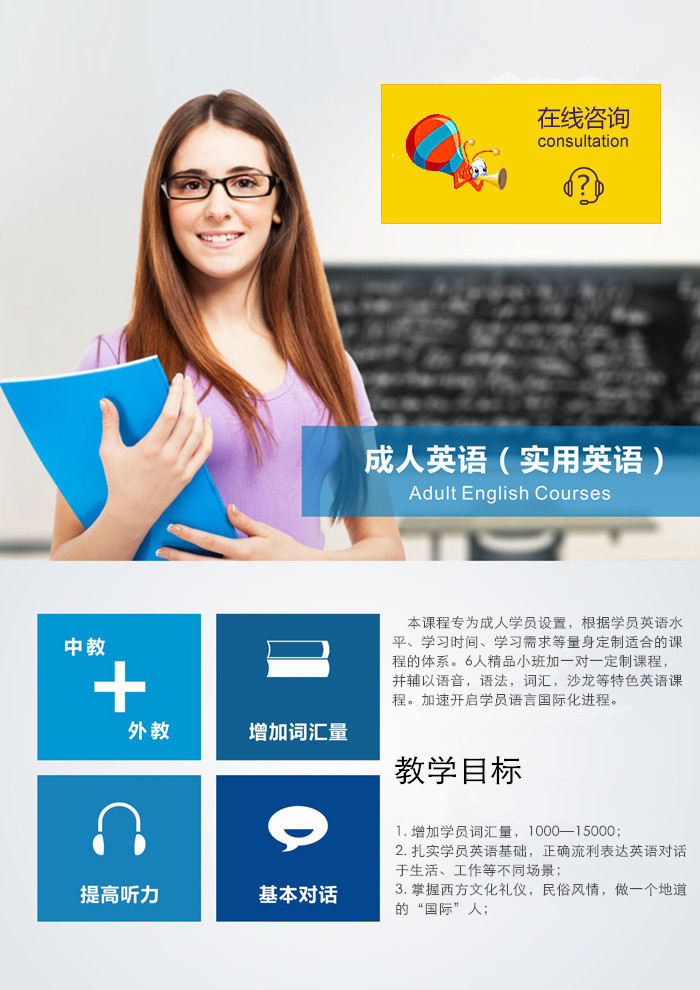 在线咨询
consultation
?
成人英语（实用英语）
Adult English Courses
中教
外教
增加词汇量
提高听力
基本对话
本课程专为成人学员设置，根据学员英语水
平、学习时间、学习需求等量身定制适合的课
程的体系。6人精品小班加一对一定制课程，
并辅以语音，语法，词汇，沙龙等特色英语课
程。加速开启学员语言国际化进程。
教学目标
1. 增加学员词汇量，1000—15000；
2. 扎实学员英语基础，正确流利表达英语对话
于生活、工作等不同场景；
3. 掌握西方文化礼仪，民俗风情，做一个地道
的“国际”人；